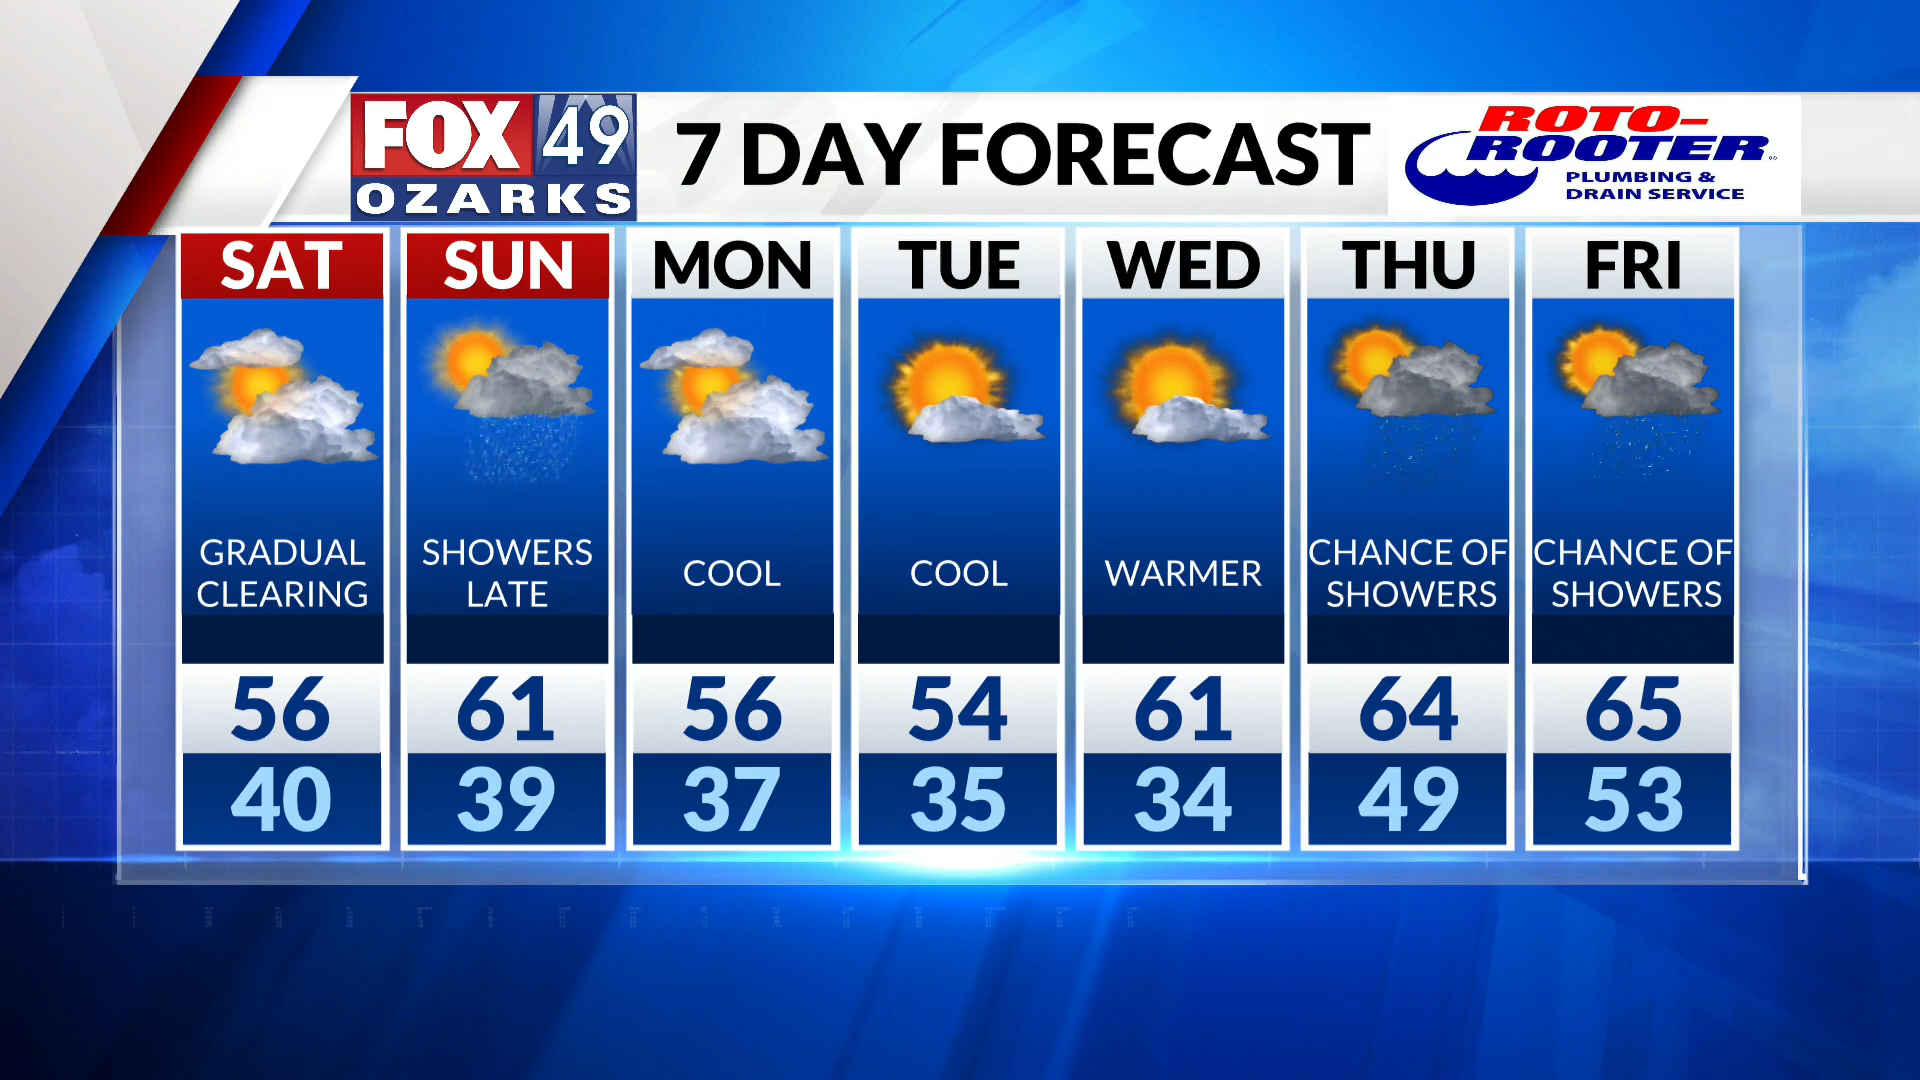 FOX 49
OZARKS
7 DAY FORECAST
ROTO-
ROOTER
PLUMBING &
DRAIN SERVICE
SAT SUN MON TUE WED THU FRI
GRADUAL
CLEARING
SHOWERS
LATE
COOL
COOL
WARMER
CHANCE OF
SHOWERS
CHANCE OF
SHOWERS
56 61 56 54 61 64 65
40 39 37 35 34 49 53